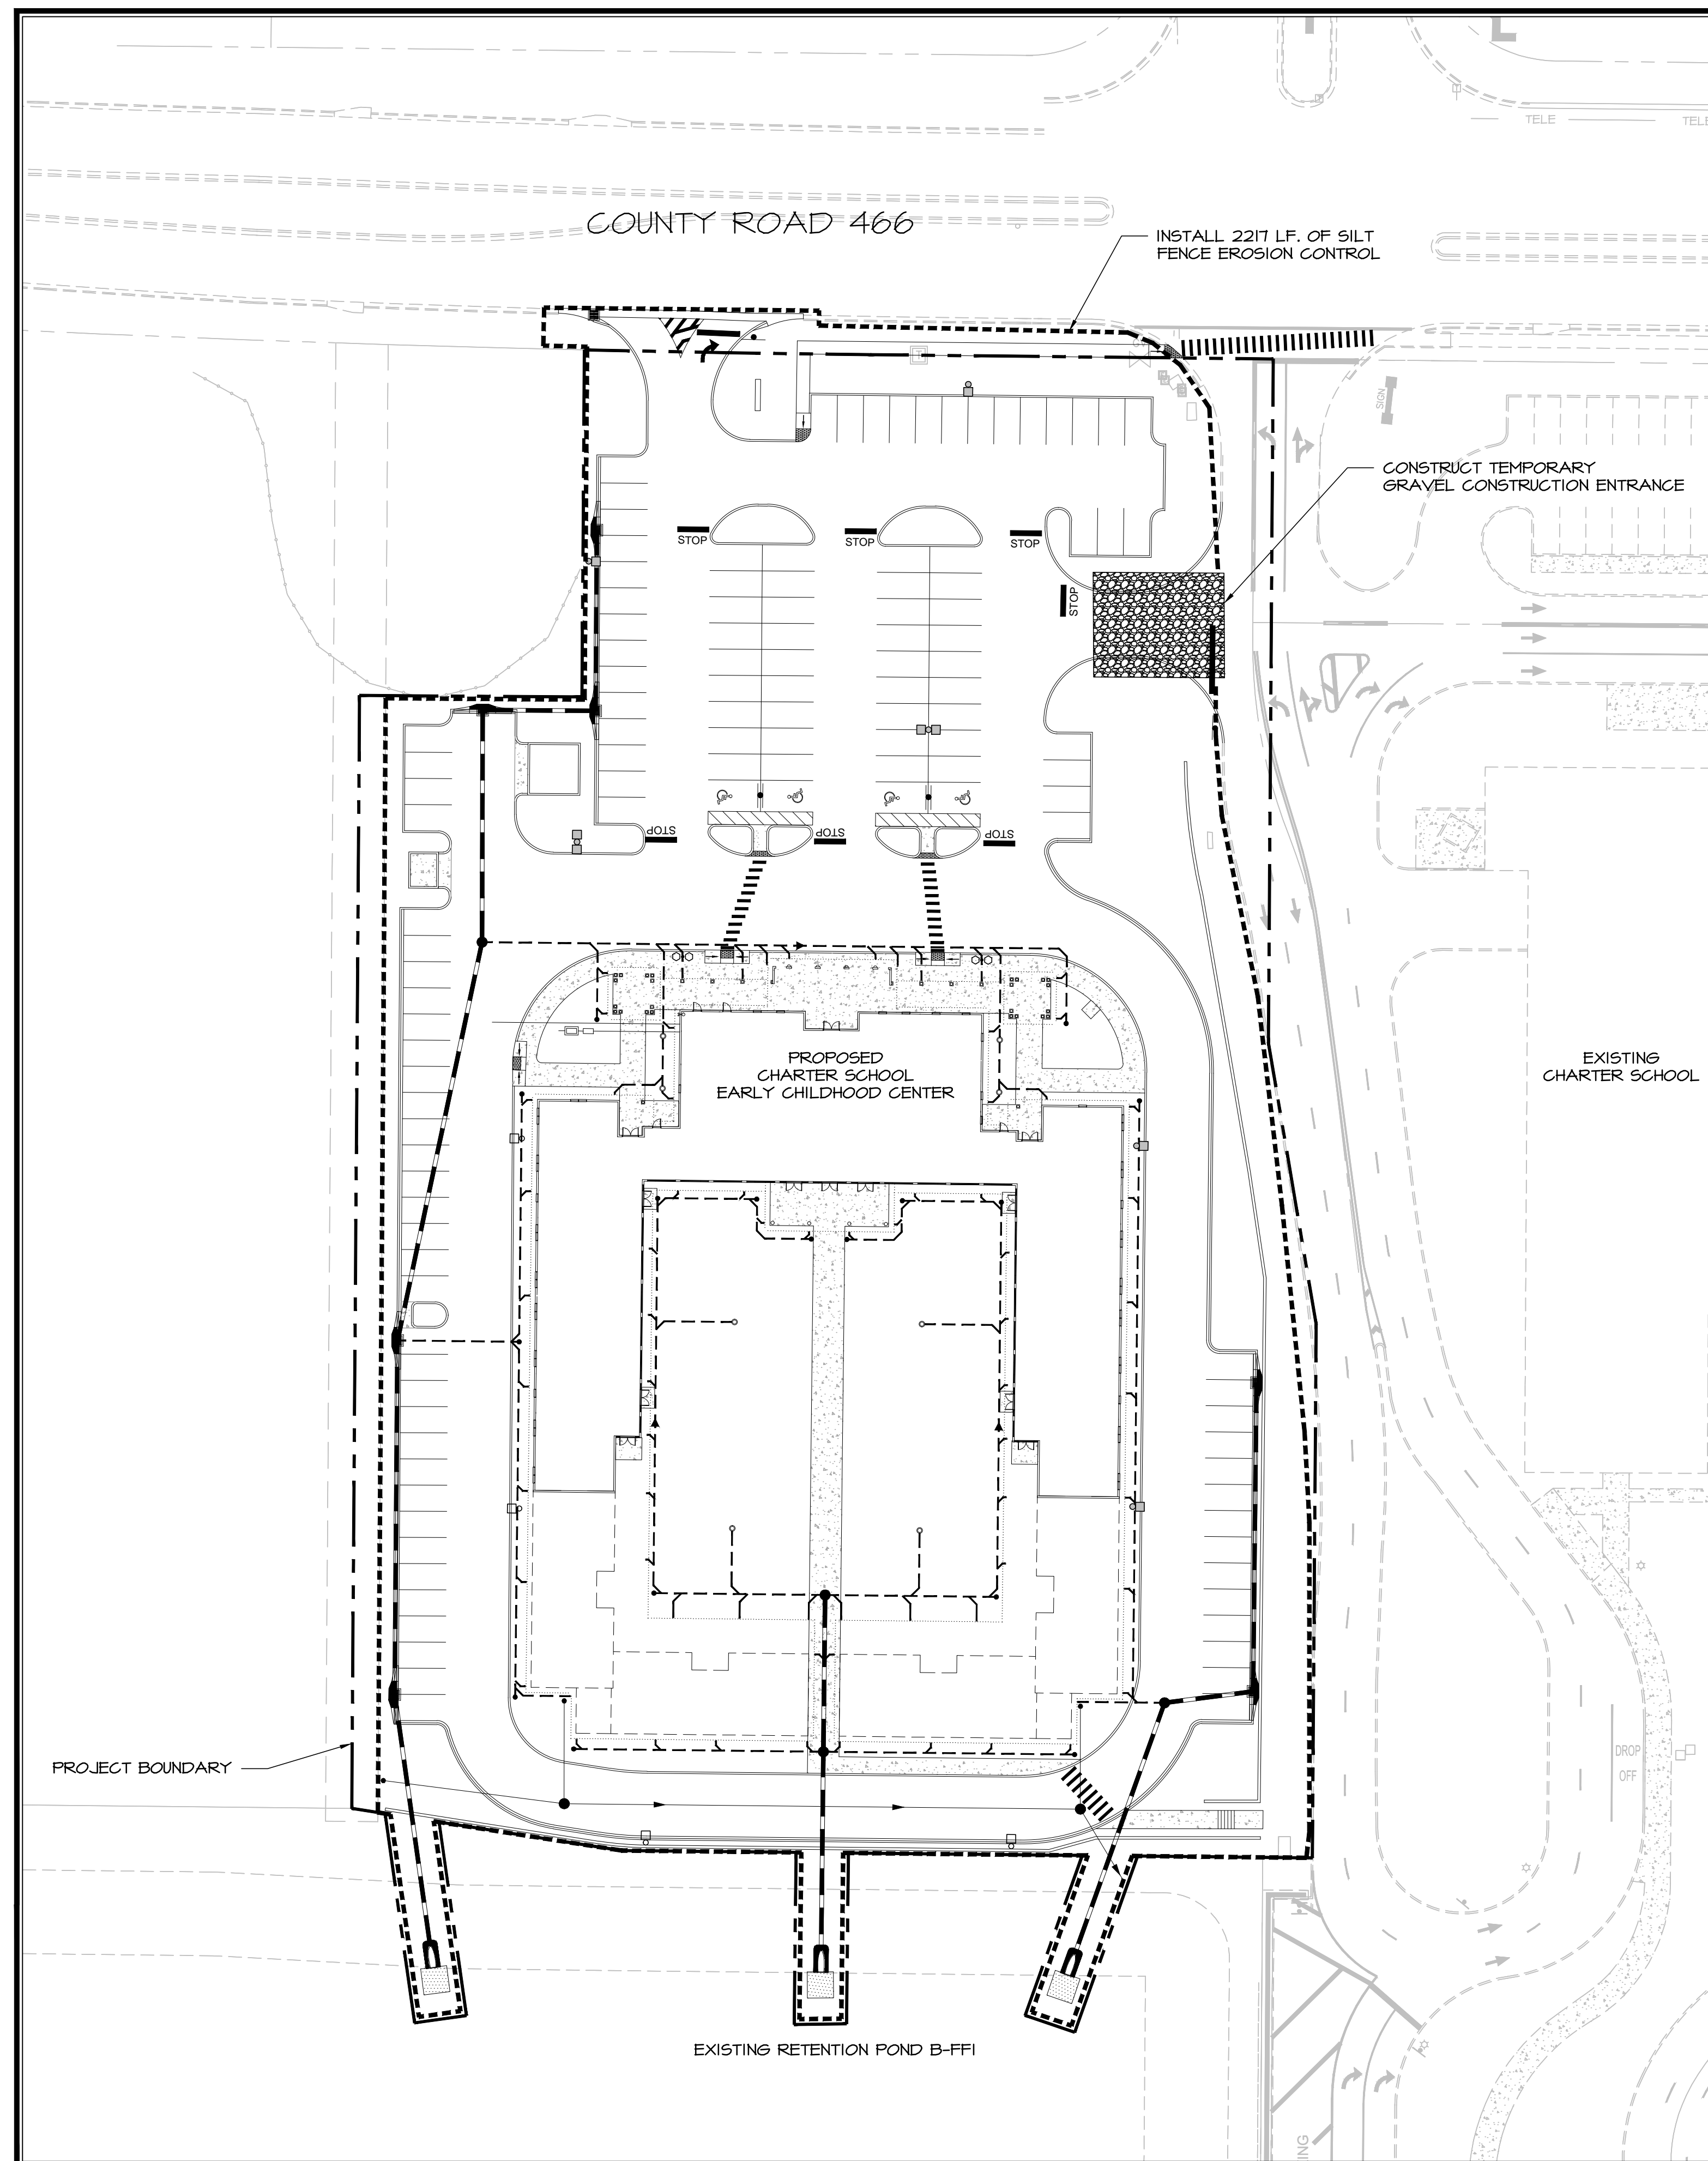 TELE
TELE
COUNTY ROAD 466
INSTALL 2217 LF. OF SILT
FENCE EROSION CONTROL
SIGN
CONSTRUCT TEMPORARY
GRAVEL CONSTRUCTION ENTRANCE
STOP
STOP
STOP
STOP
STOP
STOP
STOP
PROPOSED
CHARTER SCHOOL
EARLY CHILDHOOD CENTER
EXISTING
CHARTER SCHOOL
PROJECT BOUNDARY
DROP
OFF
EXISTING RETENTION POND B-FF1
ING